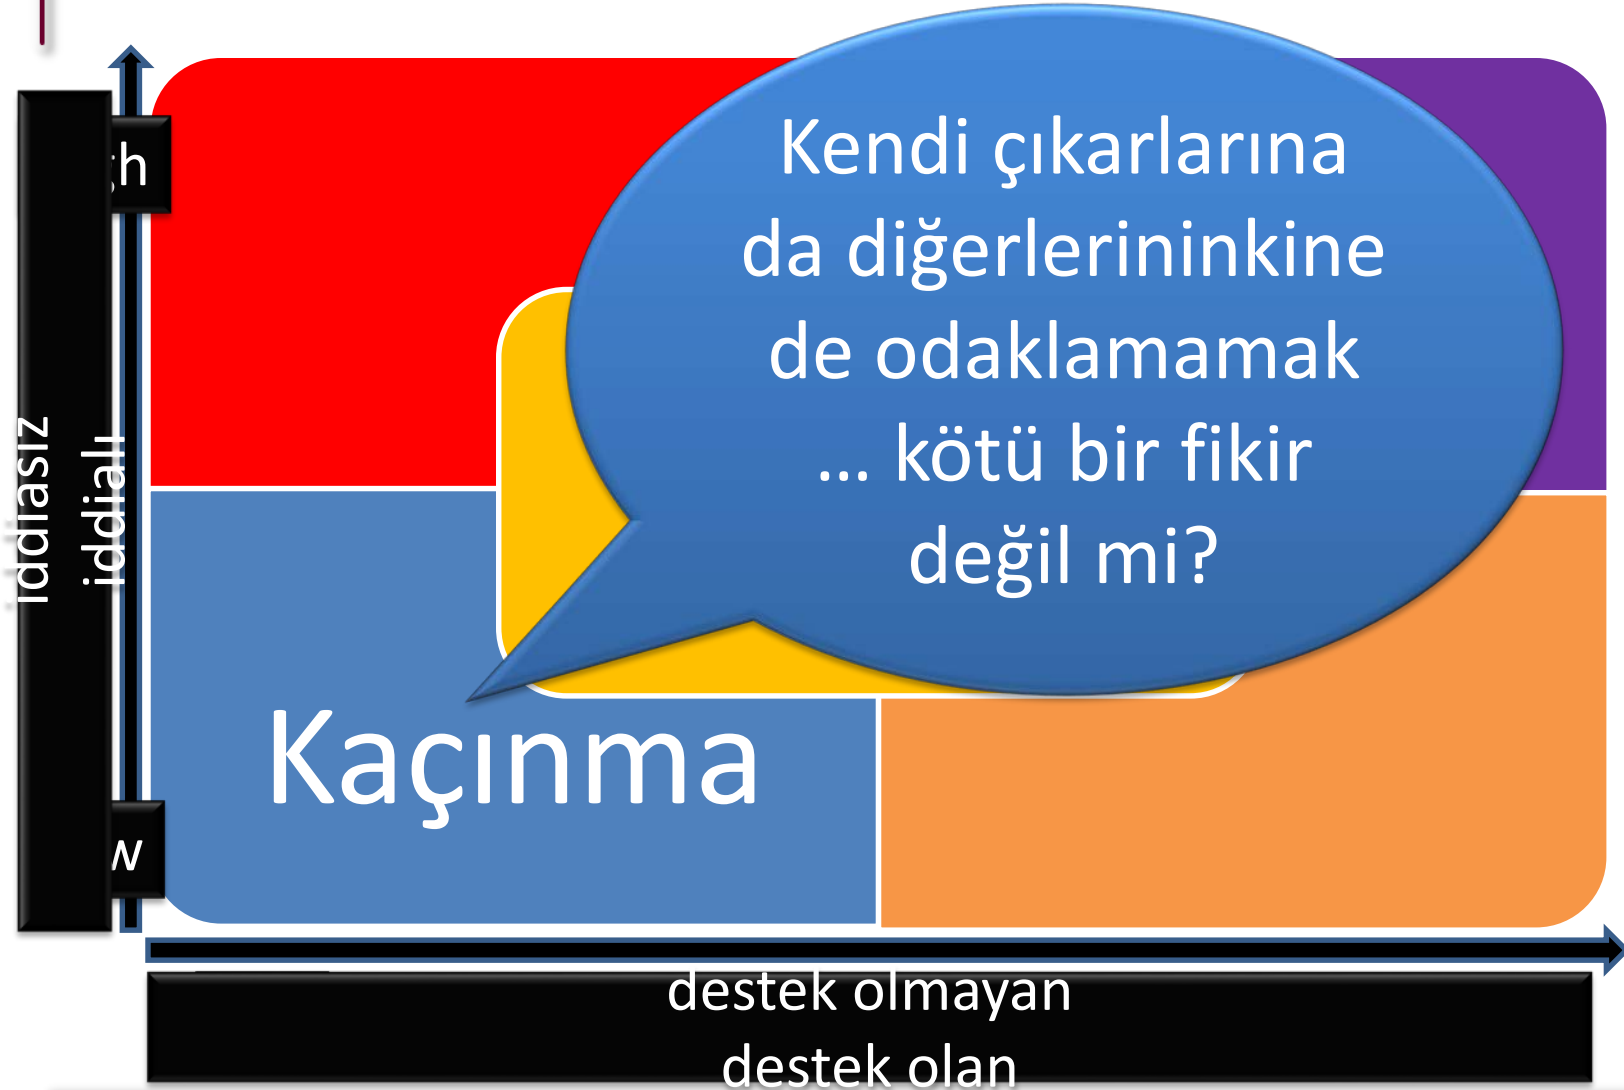 Kendi çıkarlarına
da diğerlerininkine
de odaklamamak
... kötü bir fikir
değil mi?
iddiasız
iddialı
Kaçınma
destek olmayan
destek olan